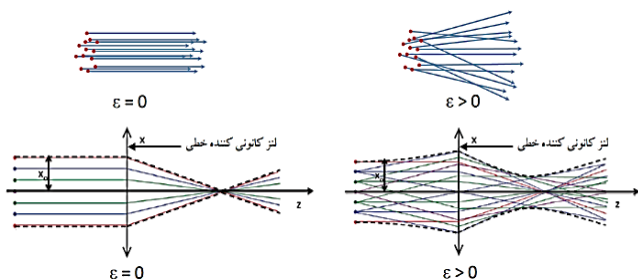 ε = 0
ε > 0
x
لنز کانونی کننده خطی
x₀
z
ε = 0
x
لنز کانونی کننده خطی
x
z
ε > 0